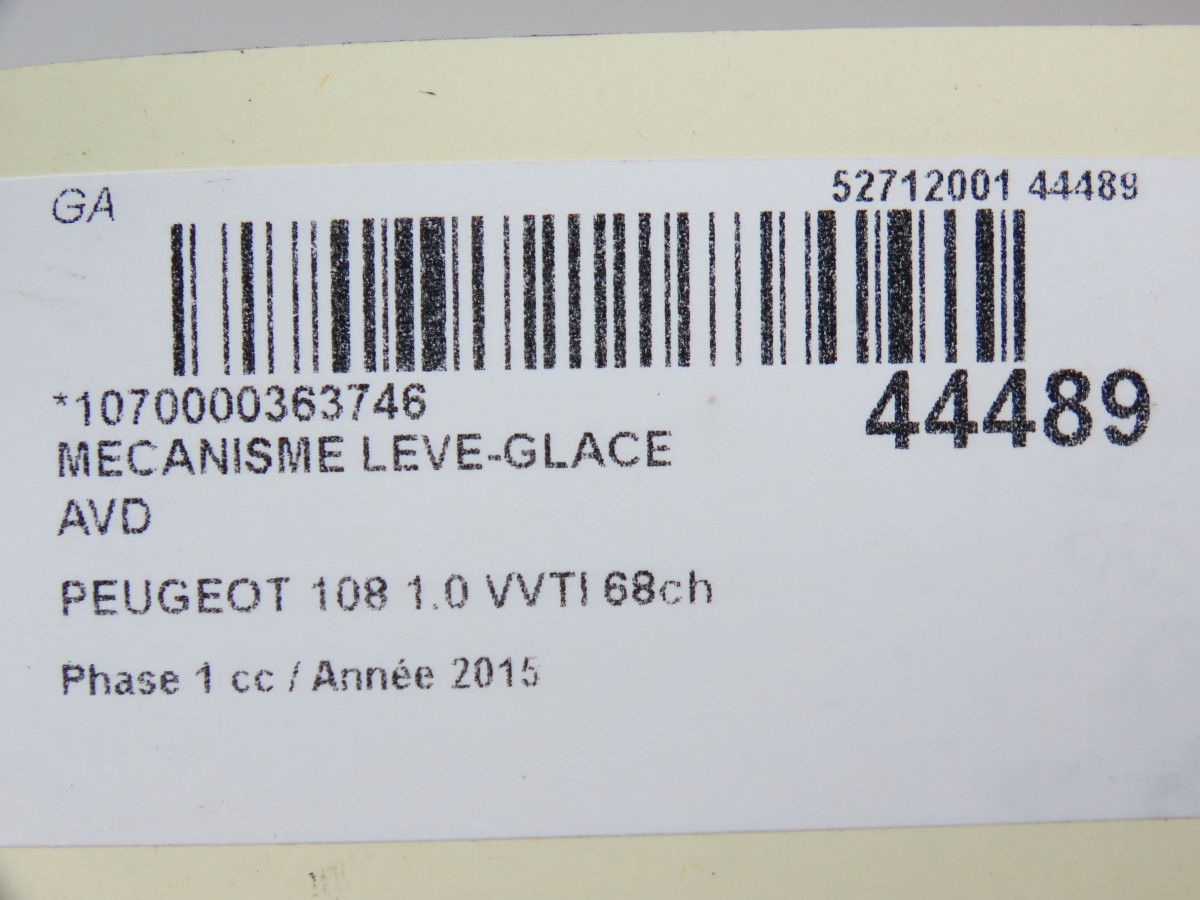 GA
52712001 44489
*1070000363746
44489
MECANISME LEVE-GLACE
AVD
PEUGEOT 108 1.0 VVTI 68ch
Phase 1 cc / Année 2015